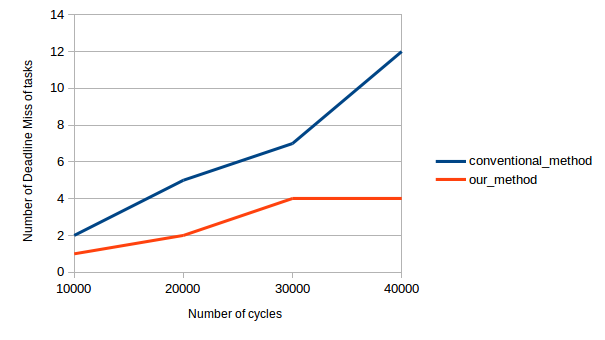 Number of Deadline Miss of tasks
14
12
10
8
6
4
2
0
10000 20000 30000 40000
Number of cycles
conventional_method
our_method